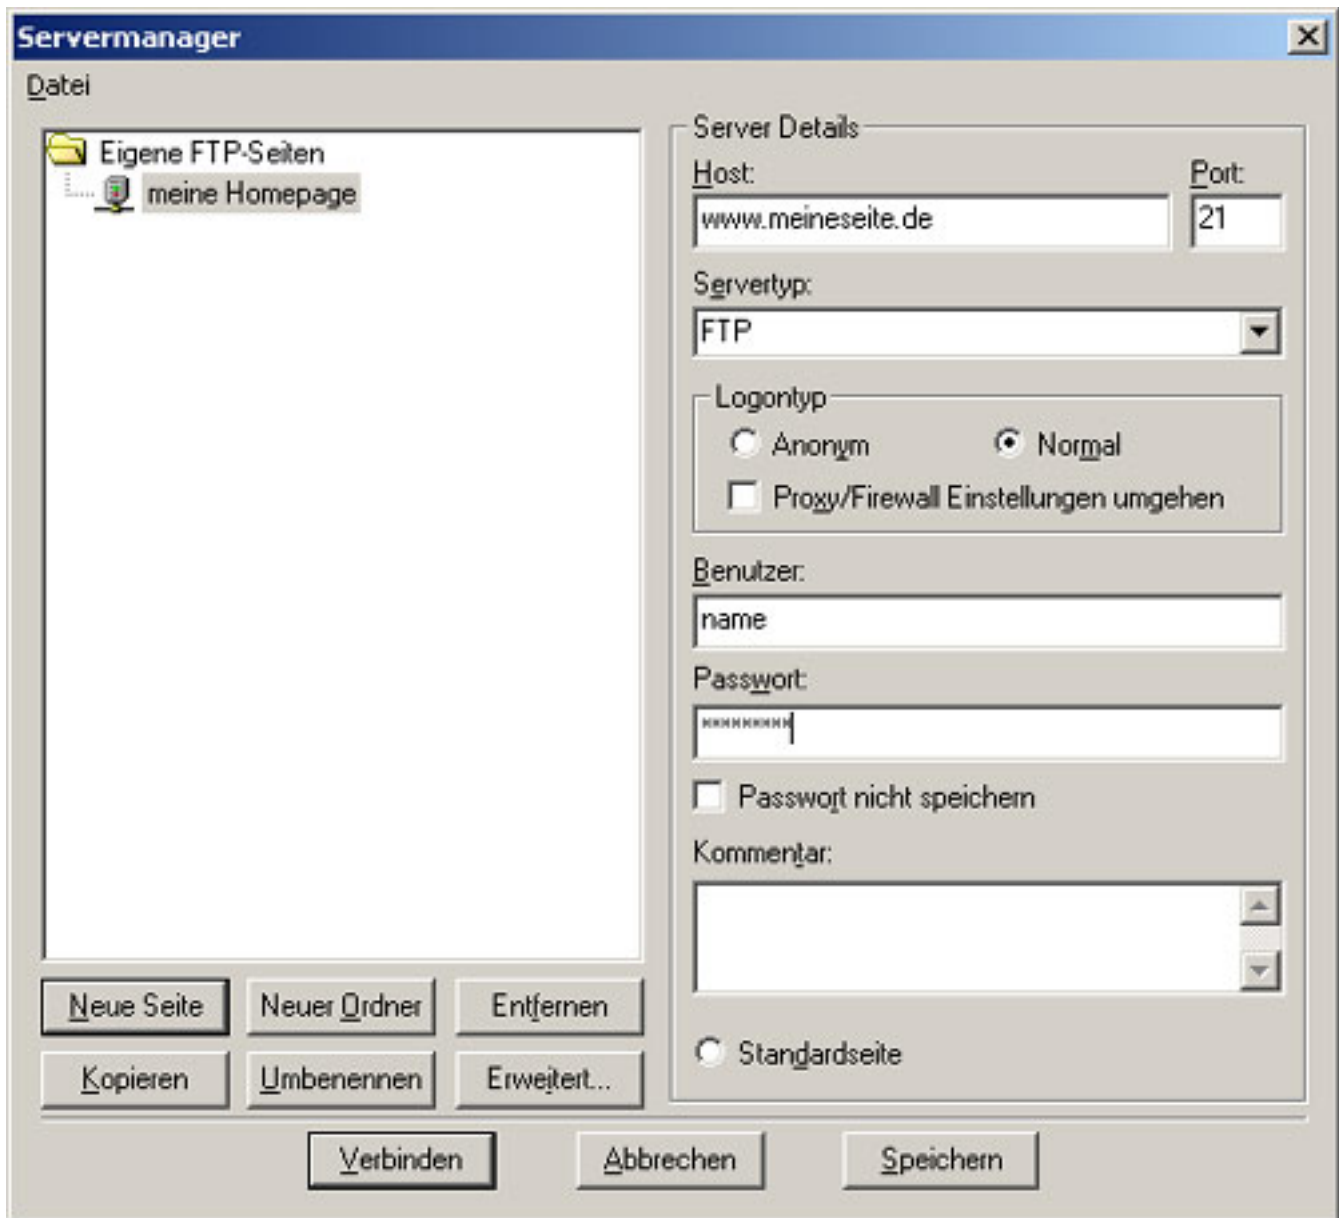 Servermanager
Datei
Eigene FTP-Seiten
meine Homepage
Server Details
Host: Port:
www.meineseite.de 21
Servertyp:
FTP
Logontyp
Anonym Normal
Proxy/Firewall Einstellungen umgehen
Benutzer:
name
Passwort:
*********
Passwort nicht speichern
Kommentar:
Standardseite
Neue Seite Neuer Ordner Entfernen
Kopieren Umbenennen Erweitert...
Verbinden Abbrechen Speichern